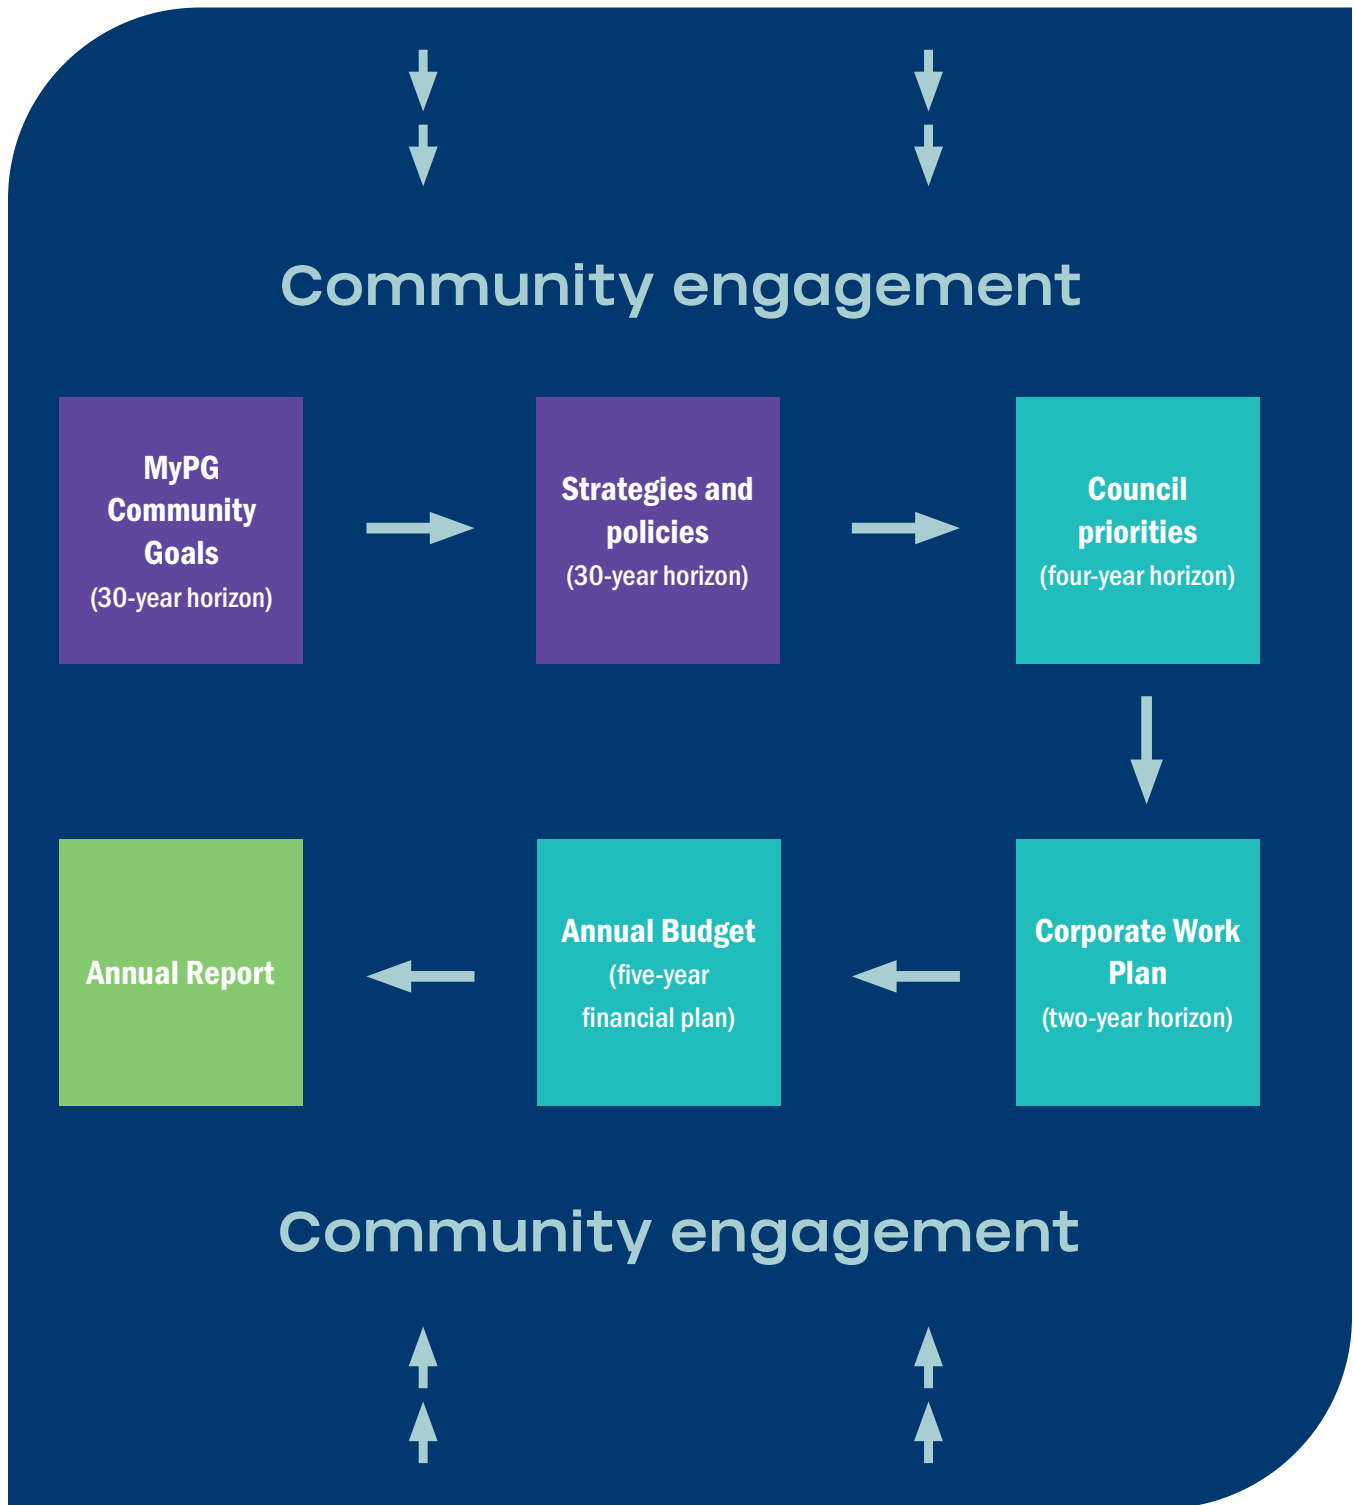 Community engagement
MyPG
Community
Goals
(30-year horizon)
Strategies and
policies
(30-year horizon)
Council
priorities
(four-year horizon)
Annual Report
Annual Budget
(five-year
financial plan)
Corporate Work
Plan
(two-year horizon)
Community engagement